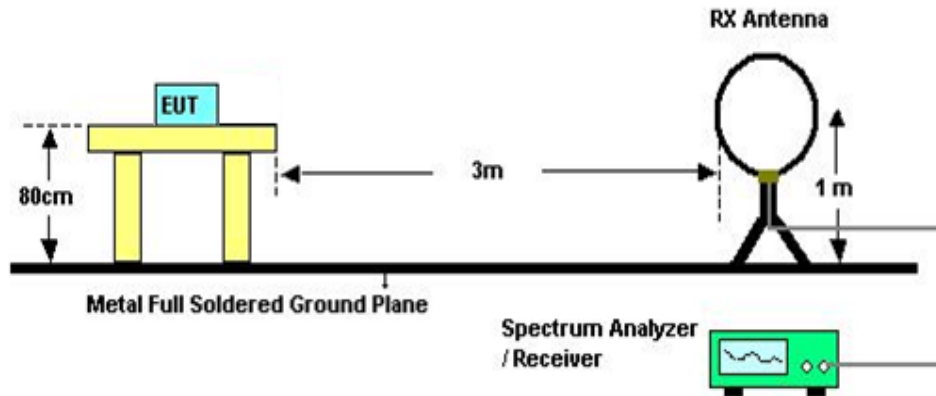 RX Antenna
EUT
3m
80cm
1 m
Metal Full Soldered Ground Plane
Spectrum Analyzer
/ Receiver